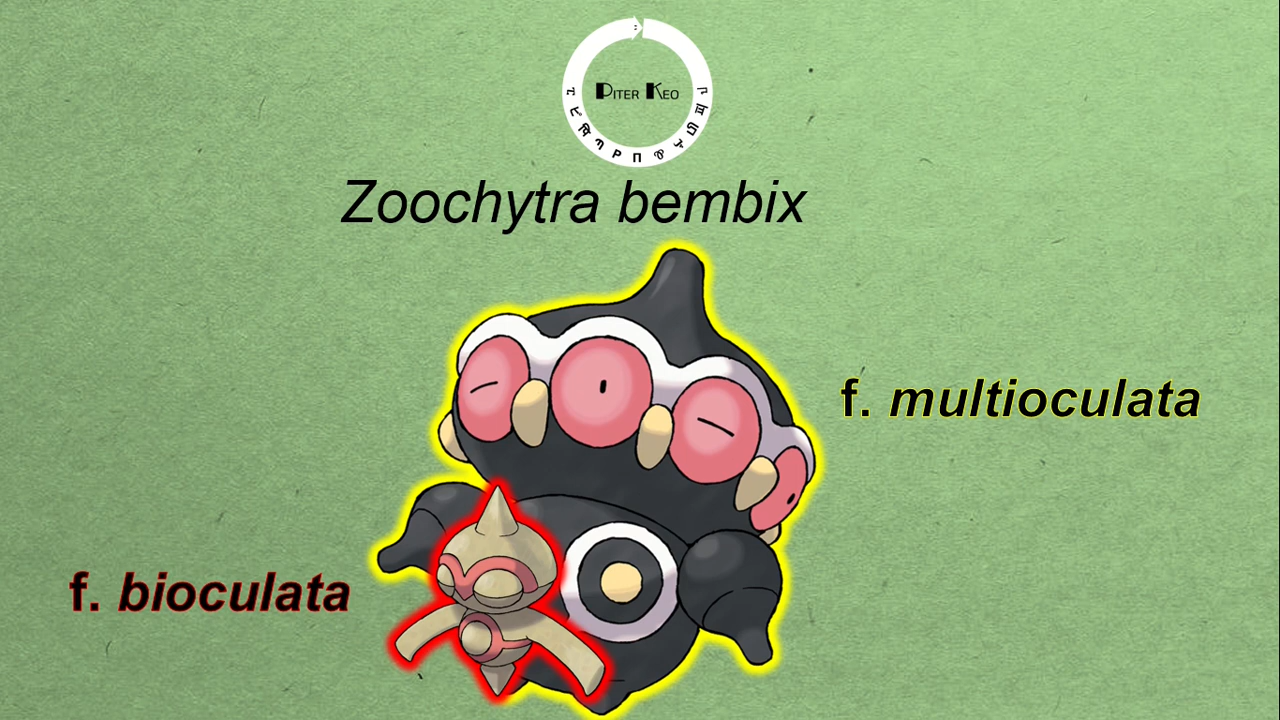 PITER KEO
Zoochytra bembix
f. multioculata
f. bioculata